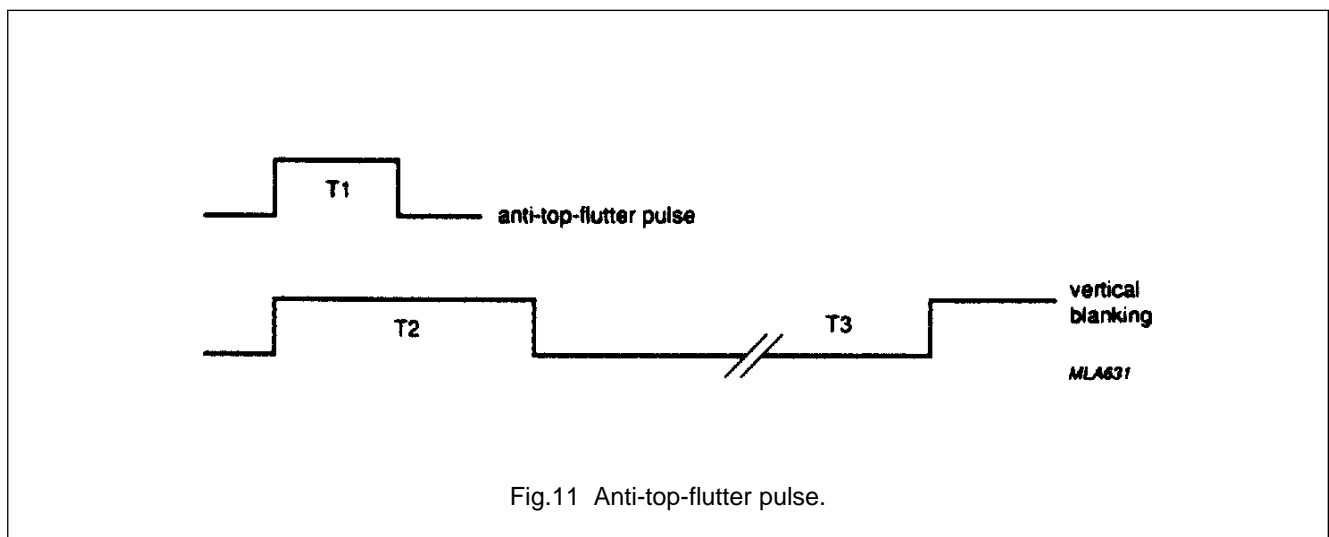 T1
anti-top-flutter pulse
T2
T3
vertical
blanking
MLA631
Fig.11 Anti-top-flutter pulse.